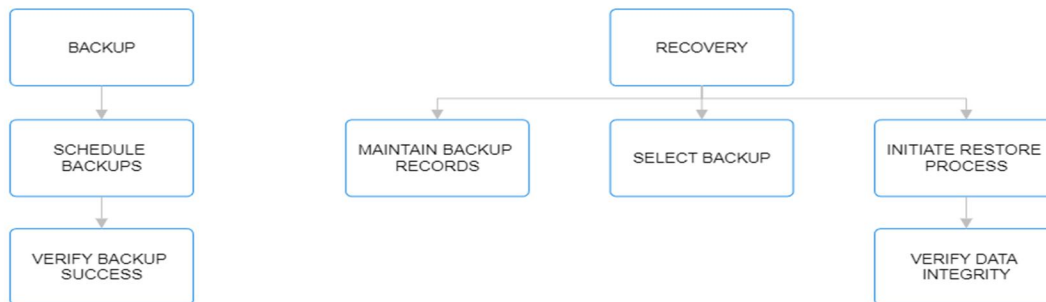 BACKUP
RECOVERY
SCHEDULE
BACKUPS
MAINTAIN BACKUP
RECORDS
SELECT BACKUP
INITIATE RESTORE
PROCESS
VERIFY BACKUP
SUCCESS
VERIFY DATA
INTEGRITY